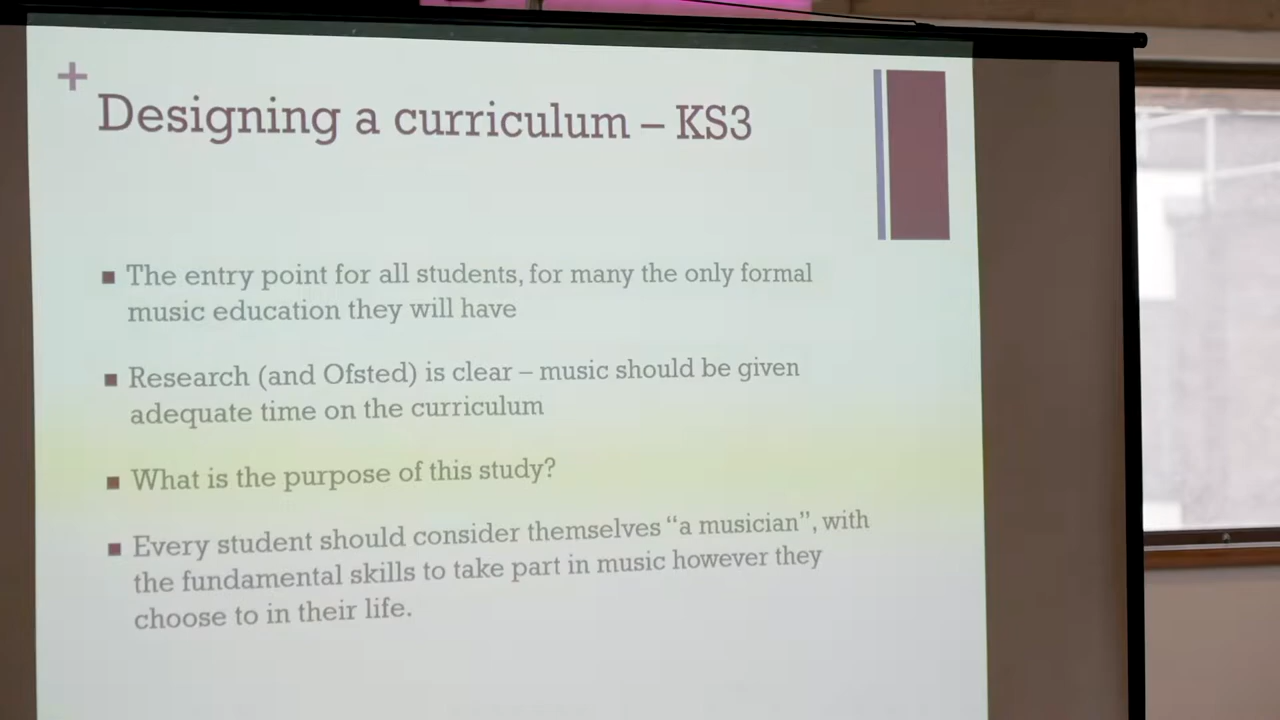 +
Designing a curriculum – KS3
■ The entry point for all students, for many the only formal
music education they will have
■ Research (and Ofsted) is clear – music should be given
adequate time on the curriculum
■ What is the purpose of this study?
■ Every student should consider themselves “a musician”, with
the fundamental skills to take part in music however they
choose to in their life.